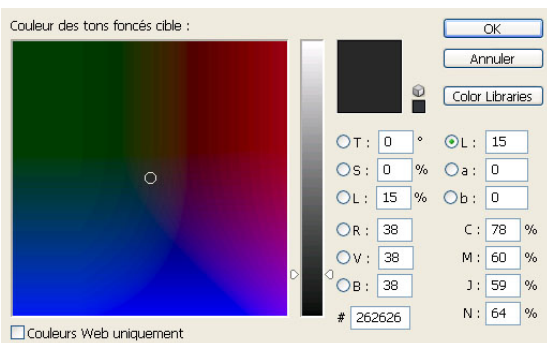 Couleur des tons foncés cible :
OK
Annuler
Color Libraries
T : 0 ° L : 15
S : 0 % a : 0
L : 15 % b : 0
R : 38 C : 78 %
V : 38 M : 60 %
B : 38 J : 59 %
# 262626 N : 64 %
Couleurs Web uniquement